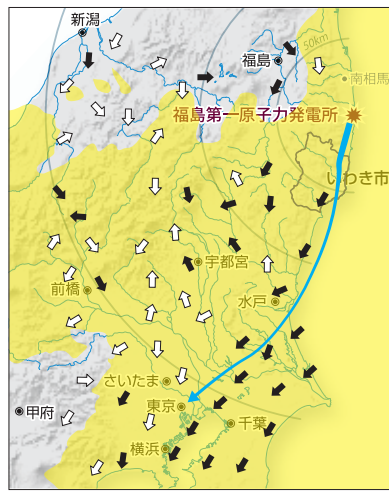 新潟
50km
福島
南相馬
福島第一原子力発電所
いわき市
宇都宮
前橋
水戸
さいたま
東京
甲府
千葉
横浜